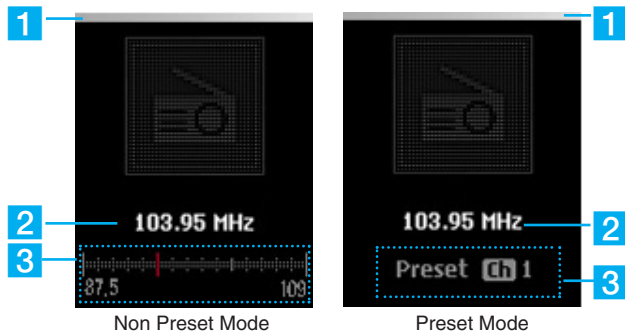 1
1
103.95 MHz
2
103.95 MHz
2
3
Preset Ch 1
3
87.5
109
Non Preset Mode
Preset Mode